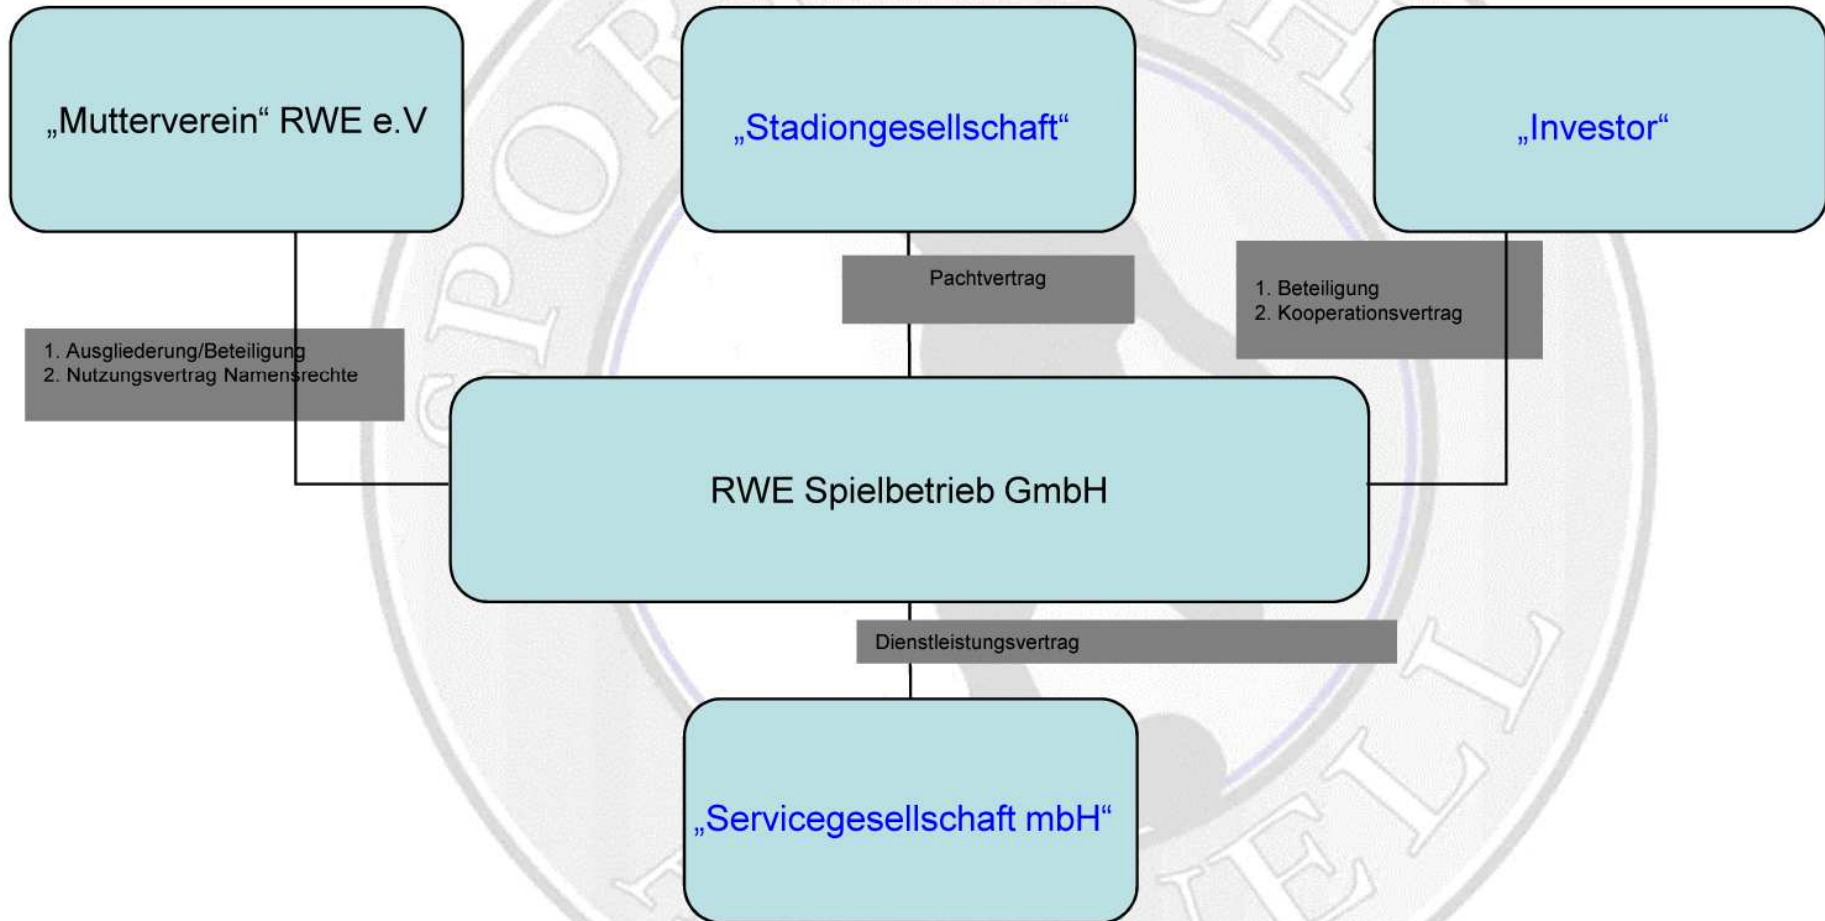 „Mutterverein“ RWE e.V
„Stadiongesellschaft“
„Investor“
Pachtvertrag
1. Beteiligung
2. Kooperationsvertrag
1. Ausgliederung/Beteiligung
2. Nutzungsvertrag Namensrechte
RWE Spielbetrieb GmbH
Dienstleistungsvertrag
„Servicegesellschaft mbH“